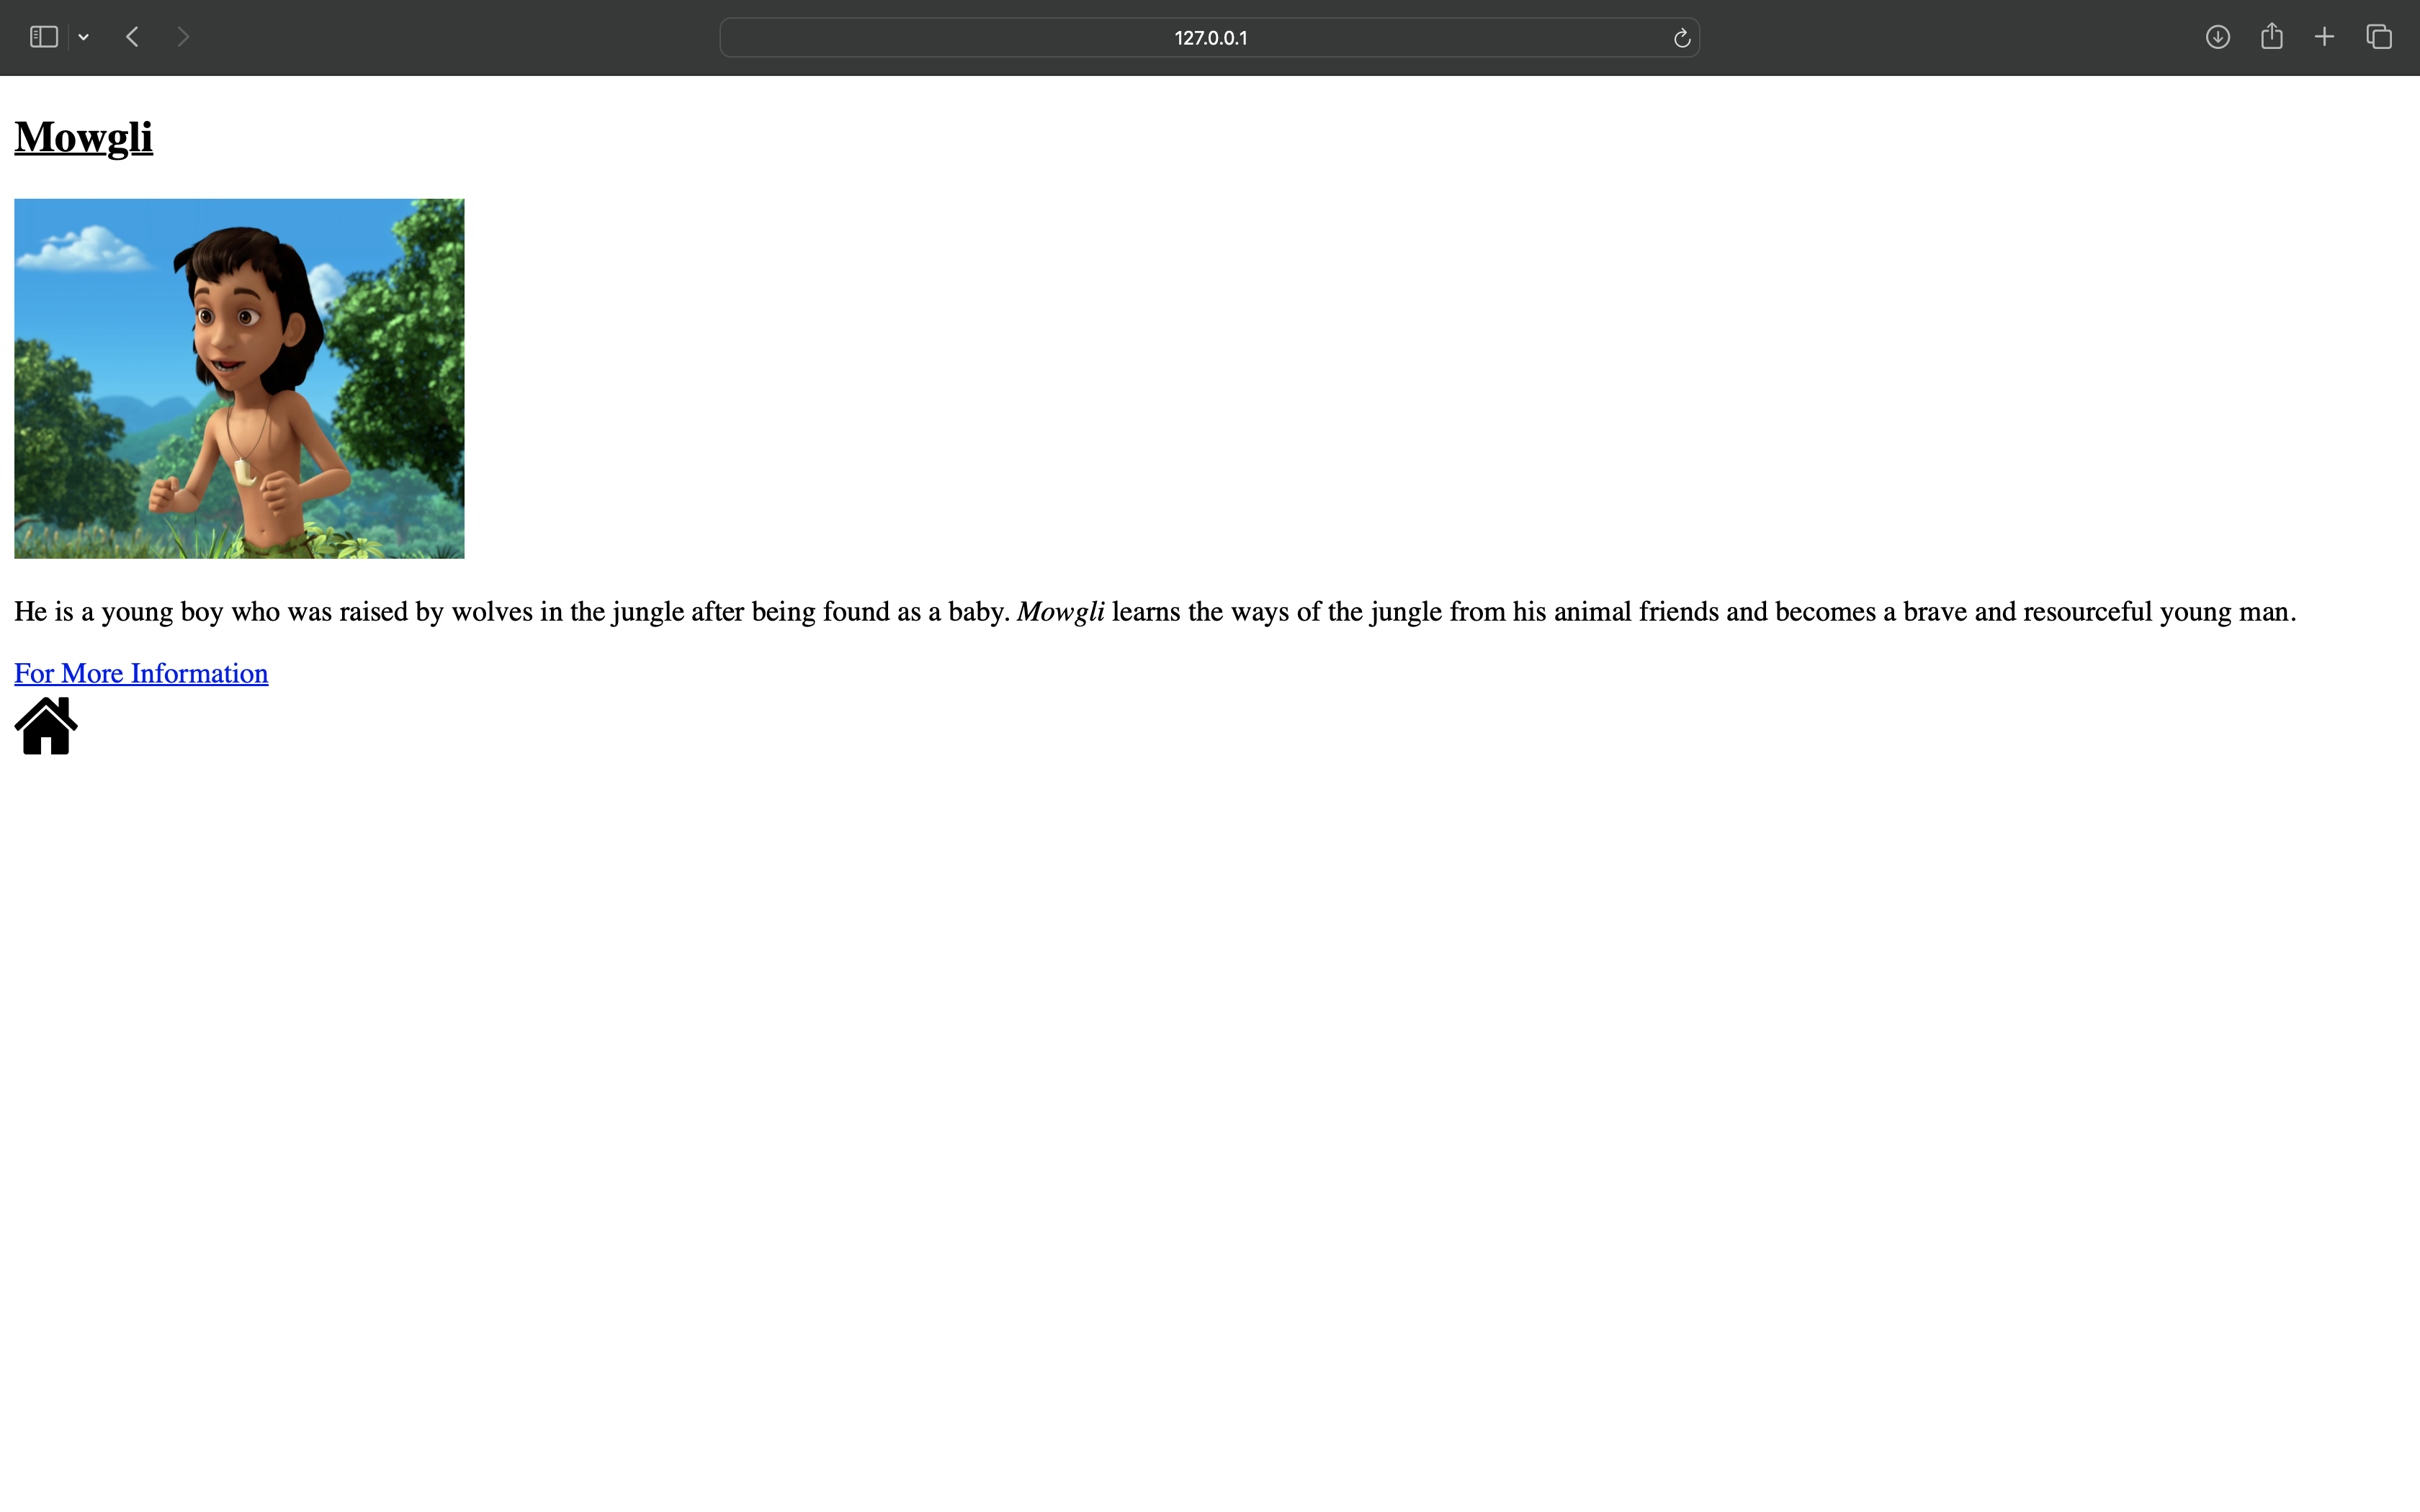 127.0.0.1
Mowgli
He is a young boy who was raised by wolves in the jungle after being found as a baby. Mowgli learns the ways of the jungle from his animal friends and becomes a brave and resourceful young man.
For More Information